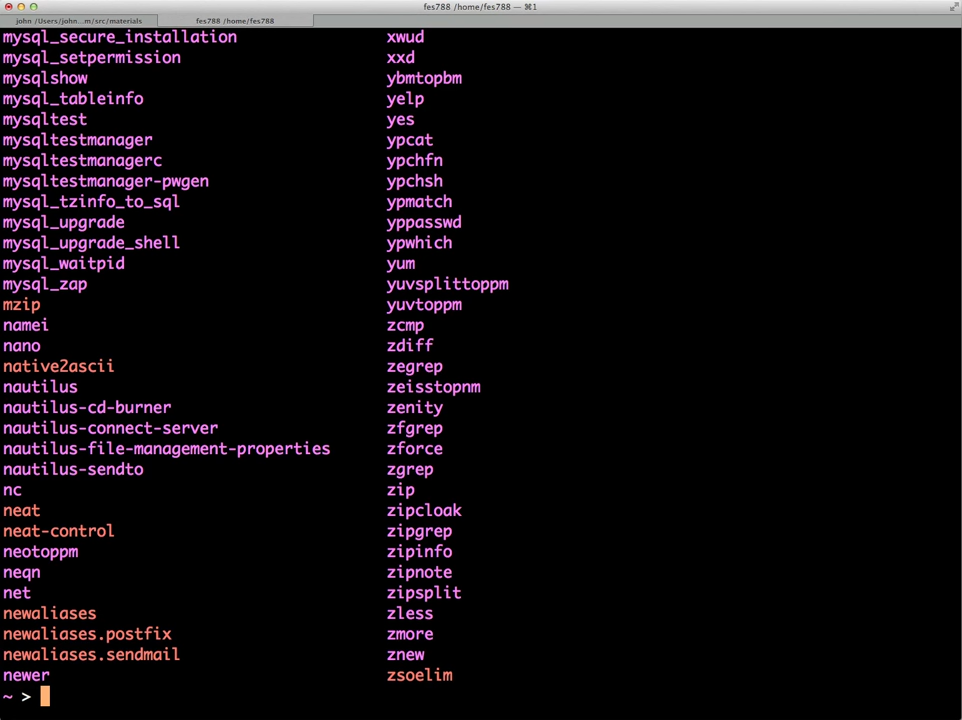 fes788 /home/fes788 — ⌘1
john /Users/john...m/src/materials fes788 /home/fes788
mysql_secure_installation xwud
mysql_setpermission xxd
mysqlshow ybmtopbm
mysql_tableinfo yelp
mysqltest yes
mysqltestmanager ypcat
mysqltestmanagerc ypchfn
mysqltestmanager-pwgen ypchsh
mysql_tzinfo_to_sql ypmatch
mysql_upgrade yppasswd
mysql_upgrade_shell ypwhich
mysql_waitpid yum
mysql_zap yuvsplittoppm
mzip yuvtoppm
namei zcmp
nano zdiff
native2ascii zegrep
nautilus zeisstopnm
nautilus-cd-burner zenity
nautilus-connect-server zfgrep
nautilus-file-management-properties zforce
nautilus-sendto zgrep
nc zip
neat zipcloak
neat-control zipgrep
neotoppm zipinfo
neqn zipnote
net zipsplit
newaliases zless
newaliases.postfix zmore
newaliases.sendmail znew
newer zsoelim
~ >